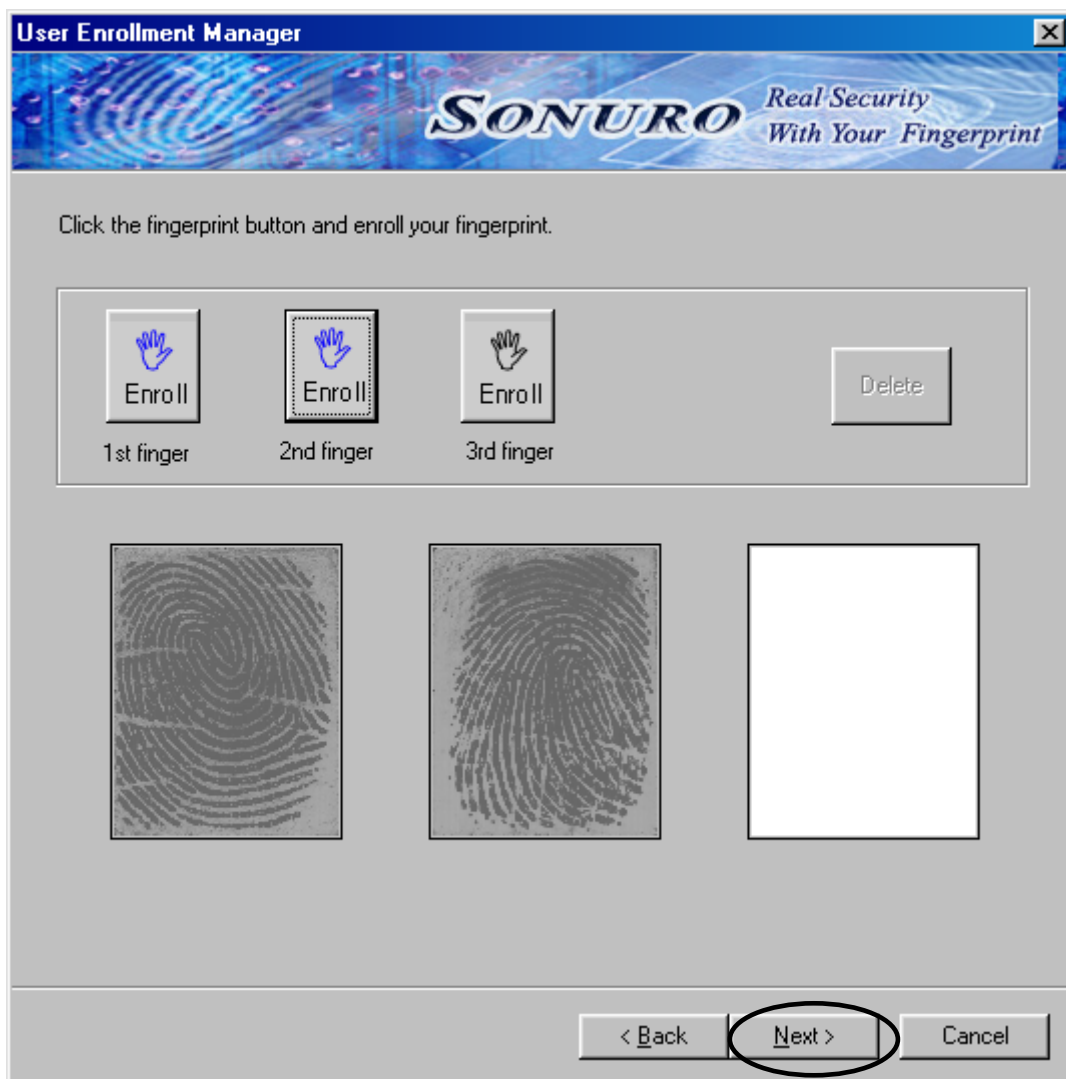 User Enrollment Manager
SONURO
Real Security
With Your Fingerprint
Click the fingerprint button and enroll your fingerprint.
Enroll
Enroll
Enroll
Delete
1st finger
2nd finger
3rd finger
< Back
Next >
Cancel